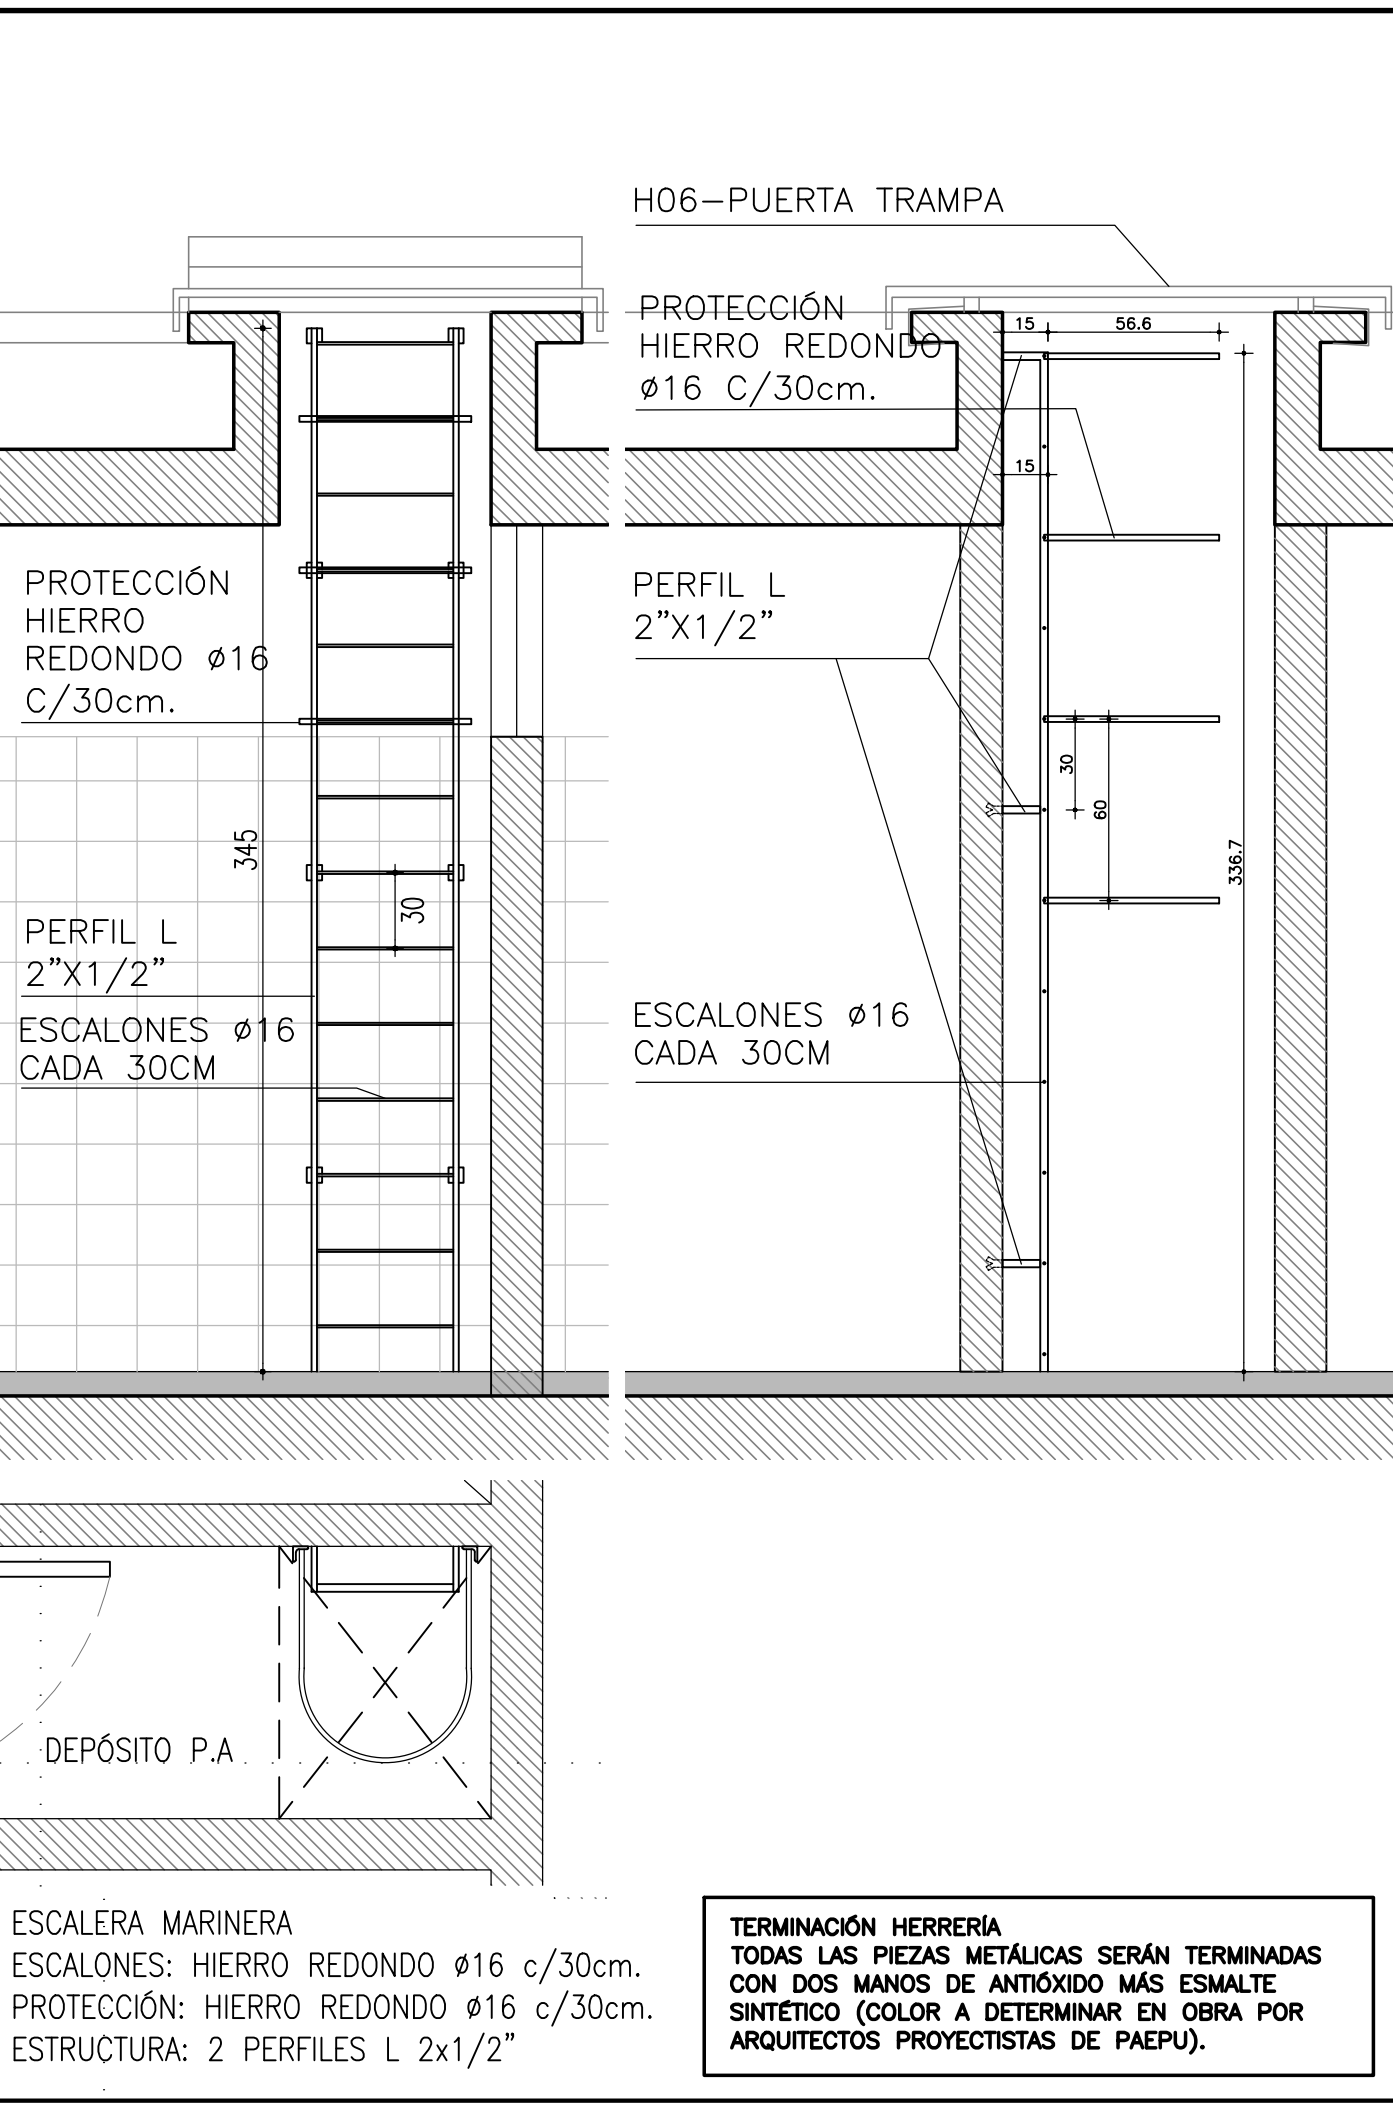 H06-PUERTA TRAMPA
PROTECCIÓN
HIERRO REDONDO
ø16 C/30cm.
15
56.6
15
PROTECCIÓN
HIERRO
REDONDO ø16
C/30cm.
PERFIL L
2"X1/2"
345
30
60
336.7
30
PERFIL L
2"X1/2"
ESCALONES ø16
CADA 30CM
ESCALONES ø16
CADA 30CM
DEPÓSITO P.A
ESCALERA MARINERA
ESCALONES: HIERRO REDONDO ø16 c/30cm.
PROTECCIÓN: HIERRO REDONDO ø16 c/30cm.
ESTRUCTURA: 2 PERFILES L 2x1/2"
TERMINACIÓN HERRERÍA
TODAS LAS PIEZAS METÁLICAS SERÁN TERMINADAS
CON DOS MANOS DE ANTIÓXIDO MÁS ESMALTE
SINTÉTICO (COLOR A DETERMINAR EN OBRA POR
ARQUITECTOS PROYECTISTAS DE PAEPU).